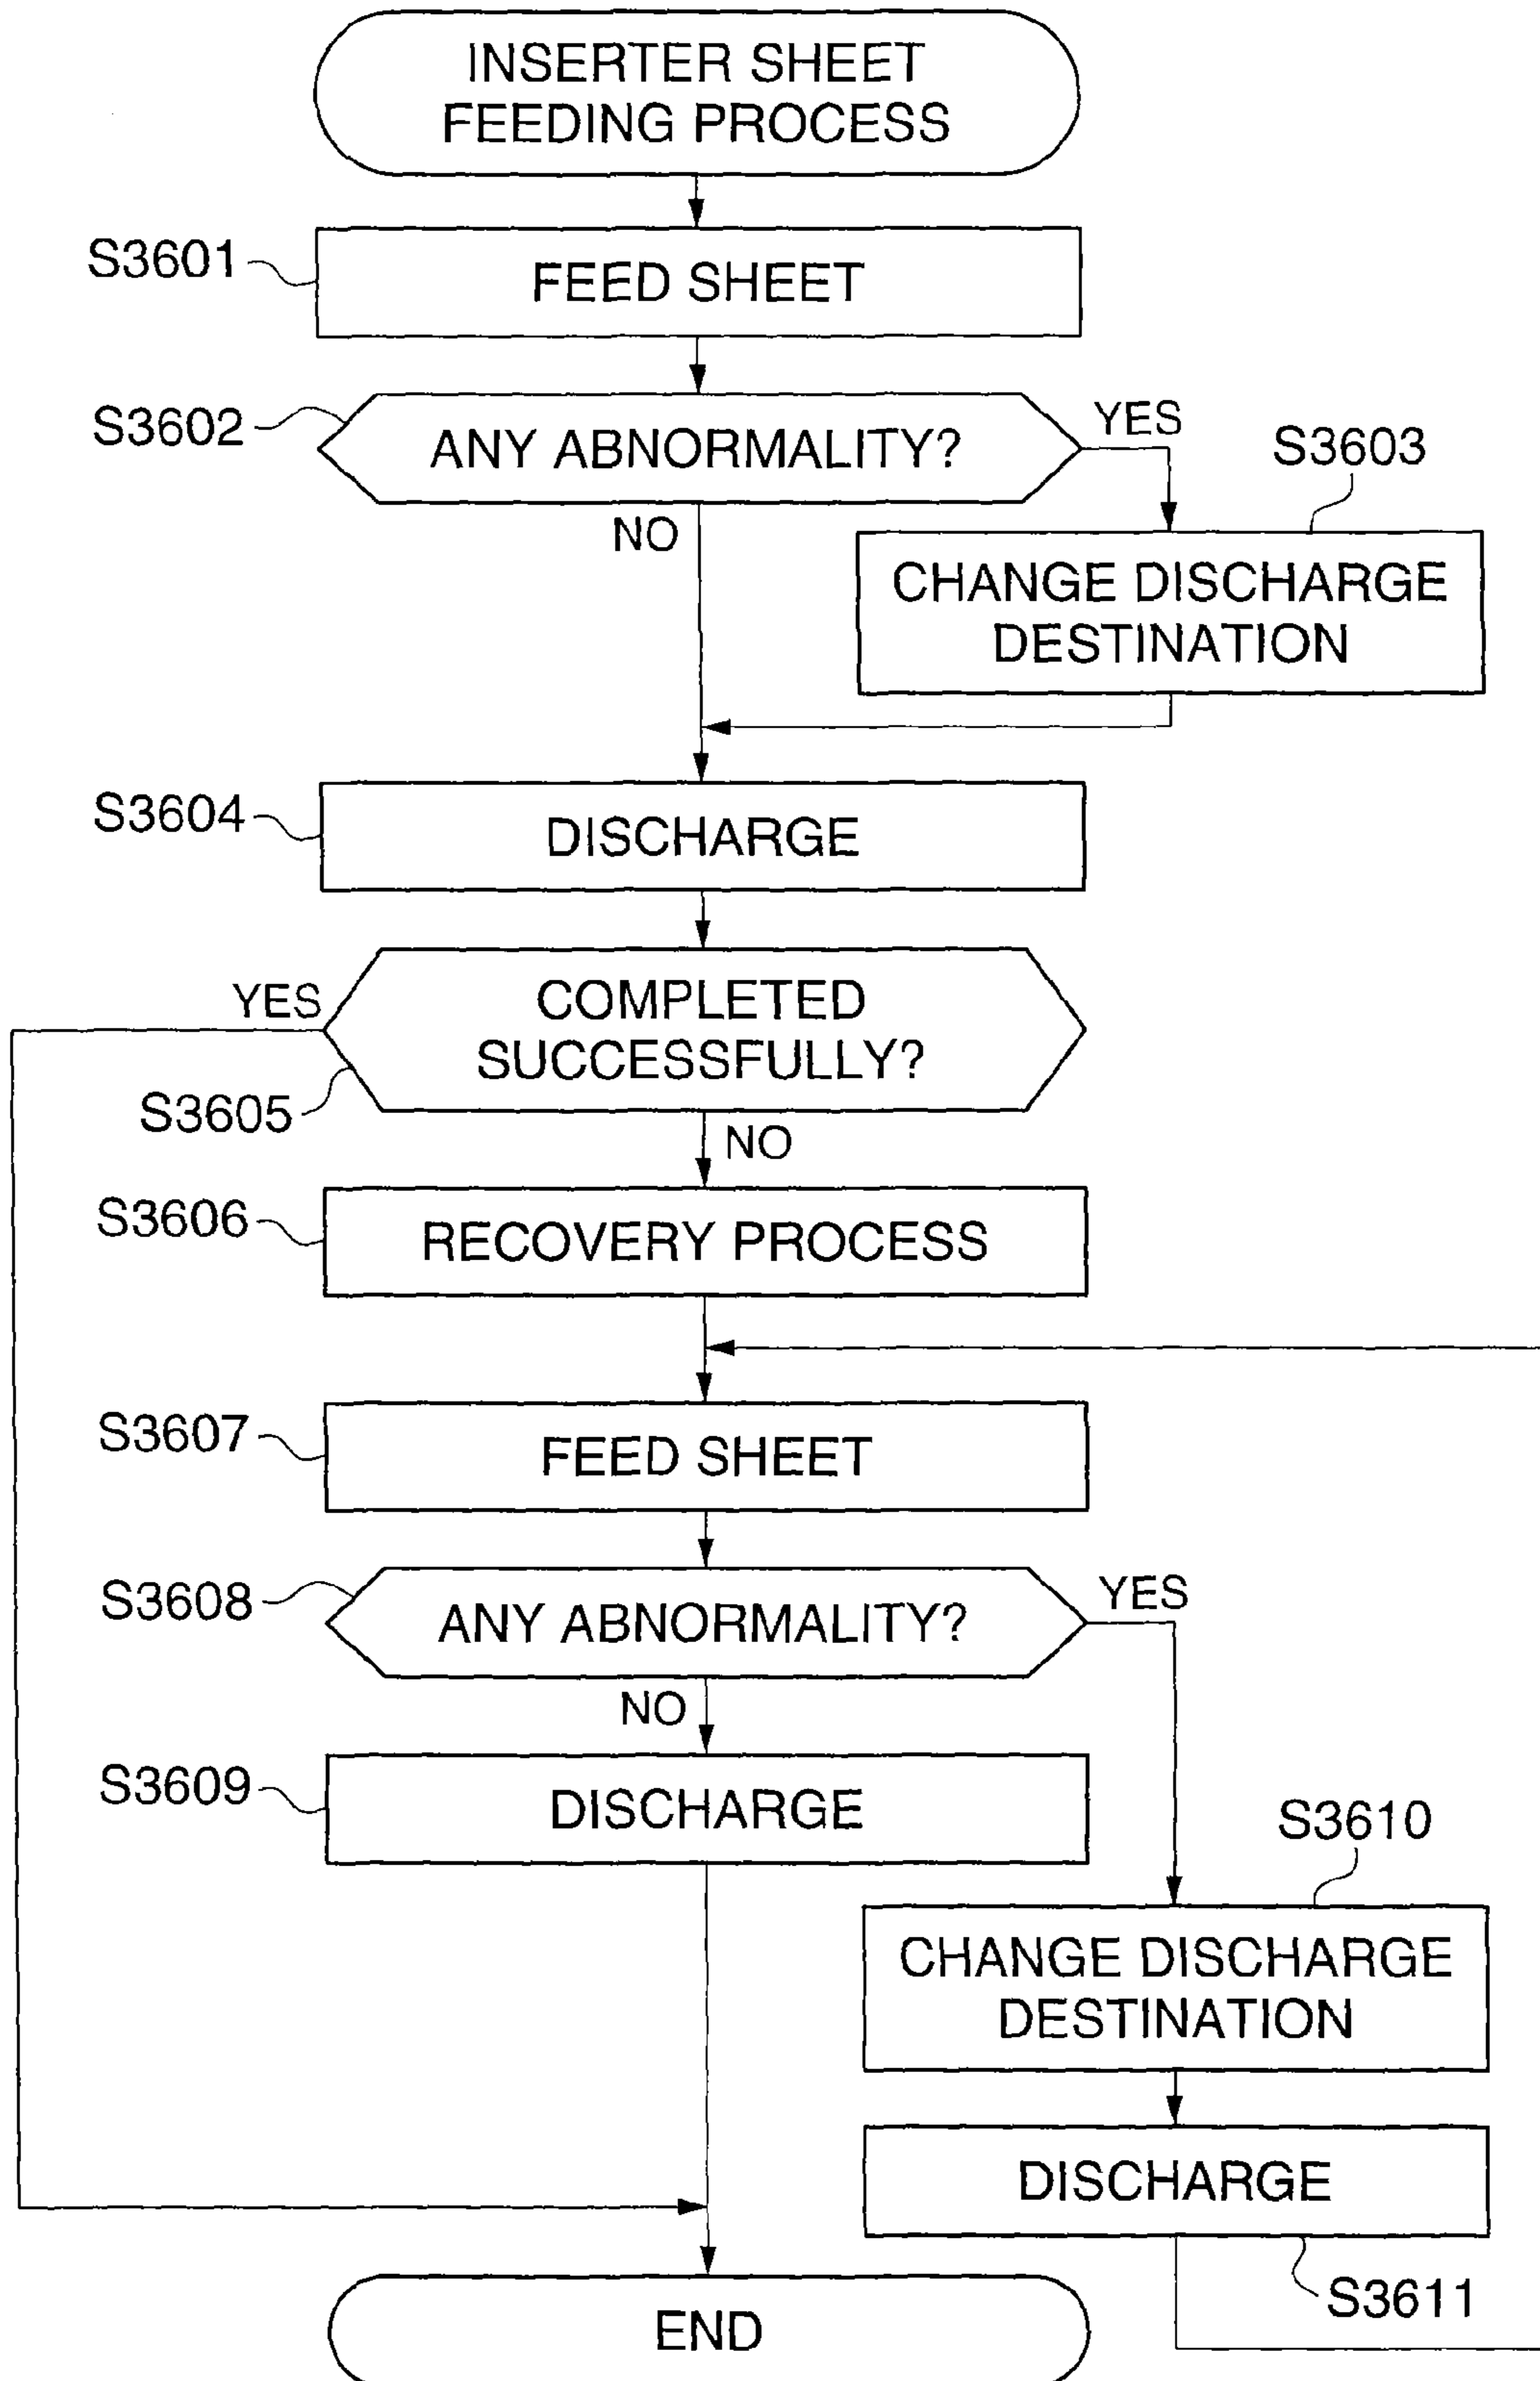 INSERTER SHEET
FEEDING PROCESS
S3601
FEED SHEET
S3602
ANY ABNORMALITY?
YES
S3603
NO
CHANGE DISCHARGE
DESTINATION
S3604
DISCHARGE
YES
COMPLETED
SUCCESSFULLY?
S3605
NO
S3606
RECOVERY PROCESS
S3607
FEED SHEET
S3608
ANY ABNORMALITY?
YES
NO
S3609
DISCHARGE
S3610
CHANGE DISCHARGE
DESTINATION
DISCHARGE
S3611
END